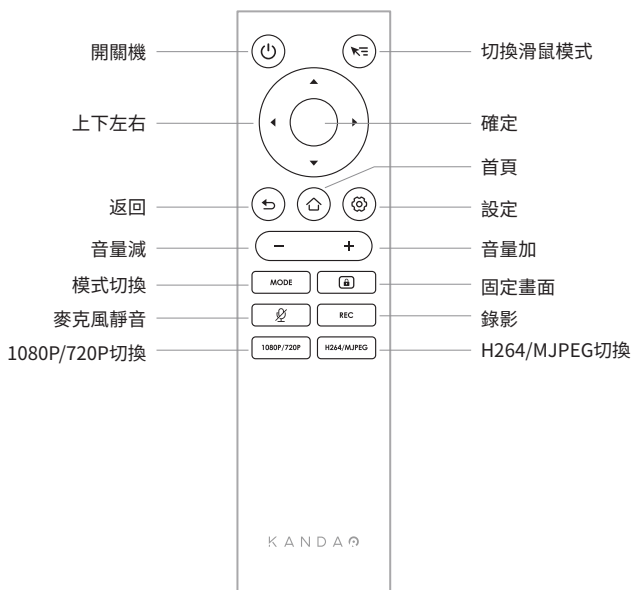 開關機
切換滑鼠模式
上下左右
確定
首頁
返回
設定
音量減
音量加
模式切換
MODE
固定畫面
麥克風靜音
REC
錄影
1080P/720P切換
1080P/720P
H264/MJPEG
H264/MJPEG切換
KANDAO